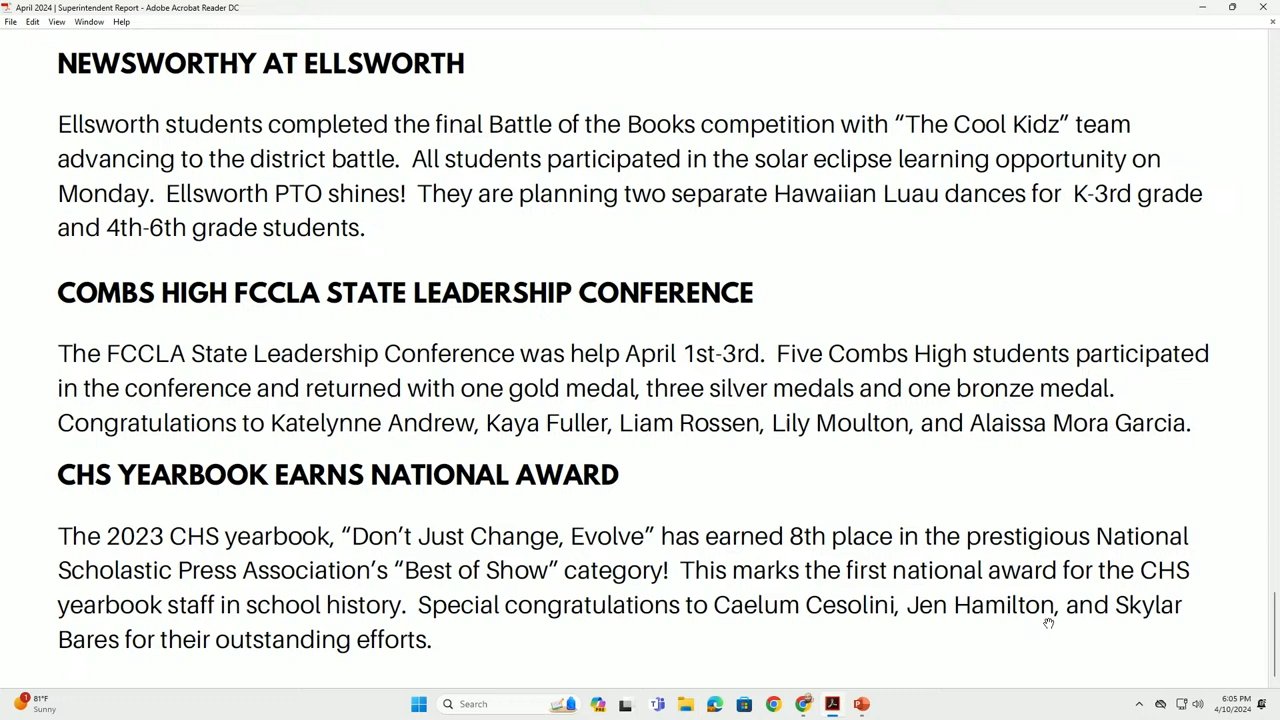 April 2024 | Superintendent Report - Adobe Acrobat Reader DC
File Edit View Window Help
NEWSWORTHY AT ELLSWORTH
Ellsworth students completed the final Battle of the Books competition with “The Cool Kidz” team
advancing to the district battle. All students participated in the solar eclipse learning opportunity on
Monday. Ellsworth PTO shines! They are planning two separate Hawaiian Luau dances for K-3rd grade
and 4th-6th grade students.
COMBS HIGH FCCLA STATE LEADERSHIP CONFERENCE
The FCCLA State Leadership Conference was help April 1st-3rd. Five Combs High students participated
in the conference and returned with one gold medal, three silver medals and one bronze medal.
Congratulations to Katelynne Andrew, Kaya Fuller, Liam Rossen, Lily Moulton, and Alaissa Mora Garcia.
CHS YEARBOOK EARNS NATIONAL AWARD
The 2023 CHS yearbook, “Don’t Just Change, Evolve” has earned 8th place in the prestigious National
Scholastic Press Association’s “Best of Show” category! This marks the first national award for the CHS
yearbook staff in school history. Special congratulations to Caelum Cesolini, Jen Hamilton, and Skylar
Bares for their outstanding efforts.
1
81°F
Sunny
Search
6:05 PM
4/10/2024